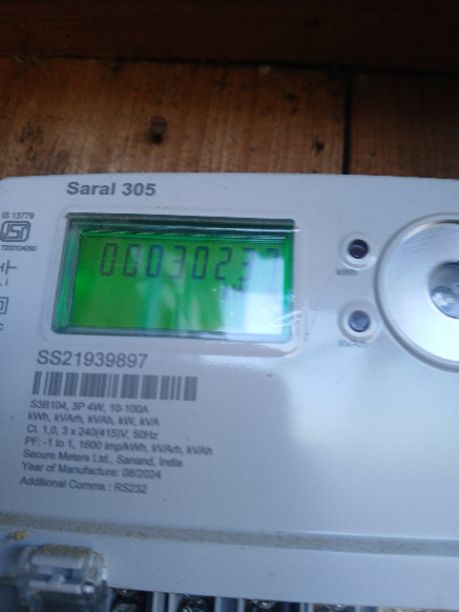 Saral 305
IS 13779
ISI
SS21939897
S3B104, 3P 4W, 10-100A
kWh, kVArh, kVAh, kW, kVA
Cl. 1.0, 3 x 240(415)V, 50Hz
PF: -1 to 1, 1600 imp/kWh, kVArh, kVAh
Secure Meters Ltd., Sanand, India
Year of Manufacture: 08/2024
Additional Comms : RS232
kWh